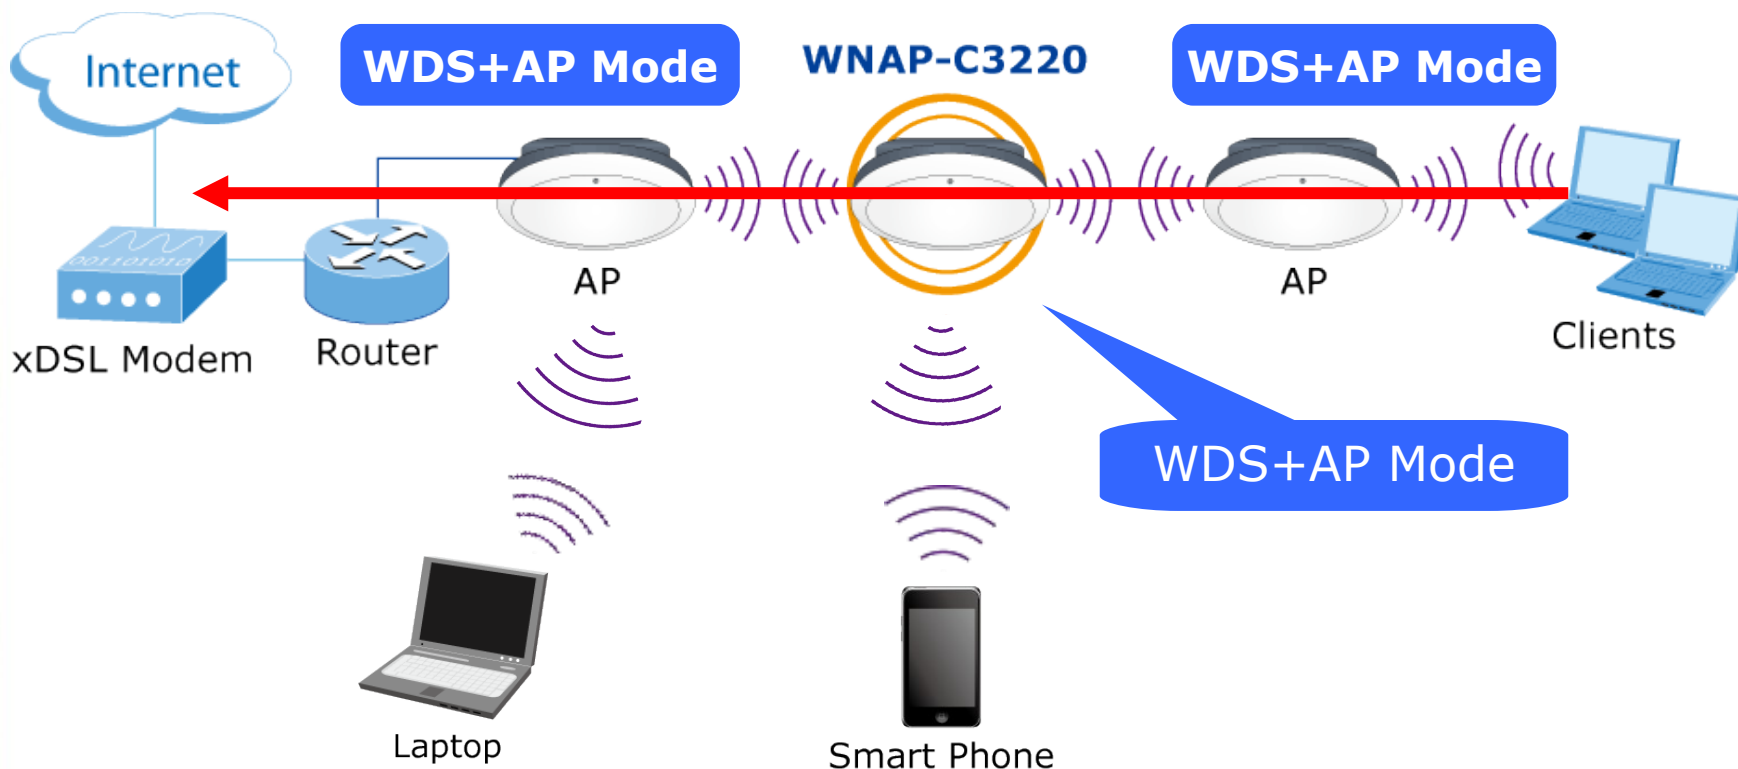 Internet
WDS+AP Mode
WNAP-C3220
WDS+AP Mode
001101010
AP
AP
xDSL Modem
Router
Clients
WDS+AP Mode
Laptop
Smart Phone